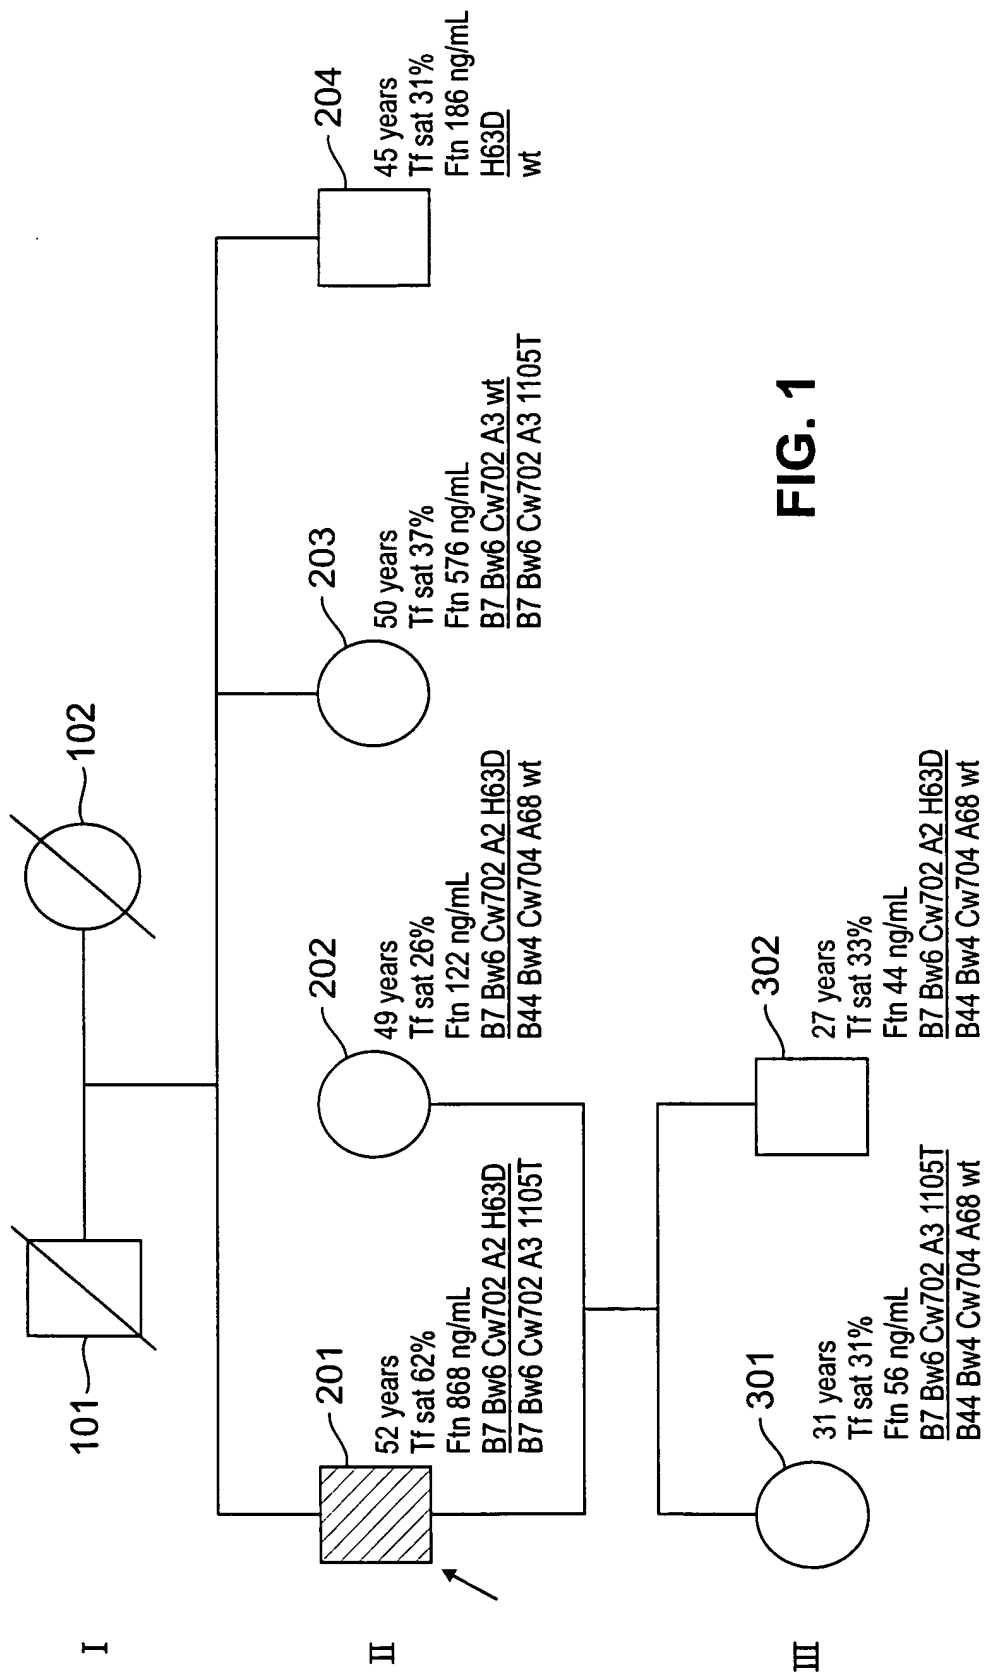 I
101
102
II
201
52 years
Tf sat 62%
Ftn 868 ng/mL
B7 Bw6 Cw702 A2 H63D
B7 Bw6 Cw702 A3 1105T
202
49 years
Tf sat 26%
Ftn 122 ng/mL
B7 Bw6 Cw702 A2 H63D
B44 Bw4 Cw704 A68 wt
203
50 years
Tf sat 37%
Ftn 576 ng/mL
B7 Bw6 Cw702 A3 wt
B7 Bw6 Cw702 A3 1105T
204
45 years
Tf sat 31%
Ftn 186 ng/mL
H63D
wt
III
301
31 years
Tf sat 31%
Ftn 56 ng/mL
B7 Bw6 Cw702 A3 1105T
B44 Bw4 Cw704 A68 wt
302
27 years
Tf sat 33%
Ftn 44 ng/mL
B7 Bw6 Cw702 A2 H63D
B44 Bw4 Cw704 A68 wt
FIG. 1